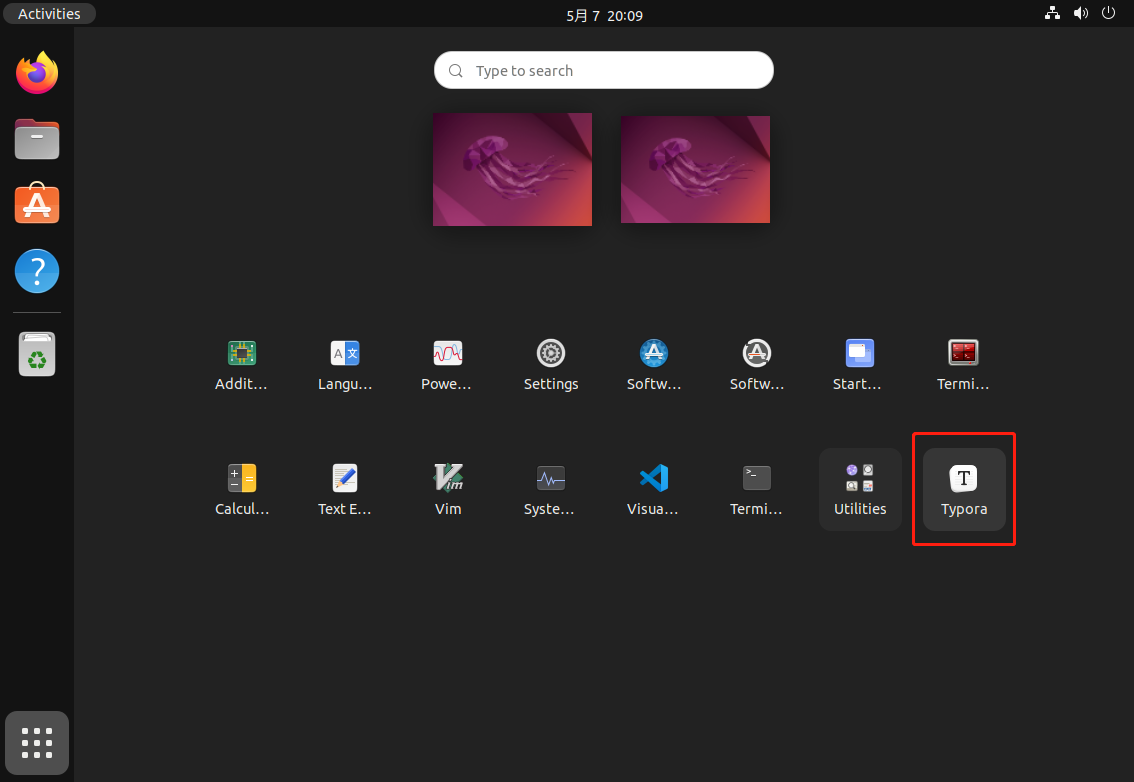 Activities
5月 7 20:09
Type to search
Addit…
Langu…
Powe…
Settings
Softw…
Softw…
Start…
Termi…
Calcul…
Text E…
Vim
Syste…
Visua…
Termi…
Utilities
Typora